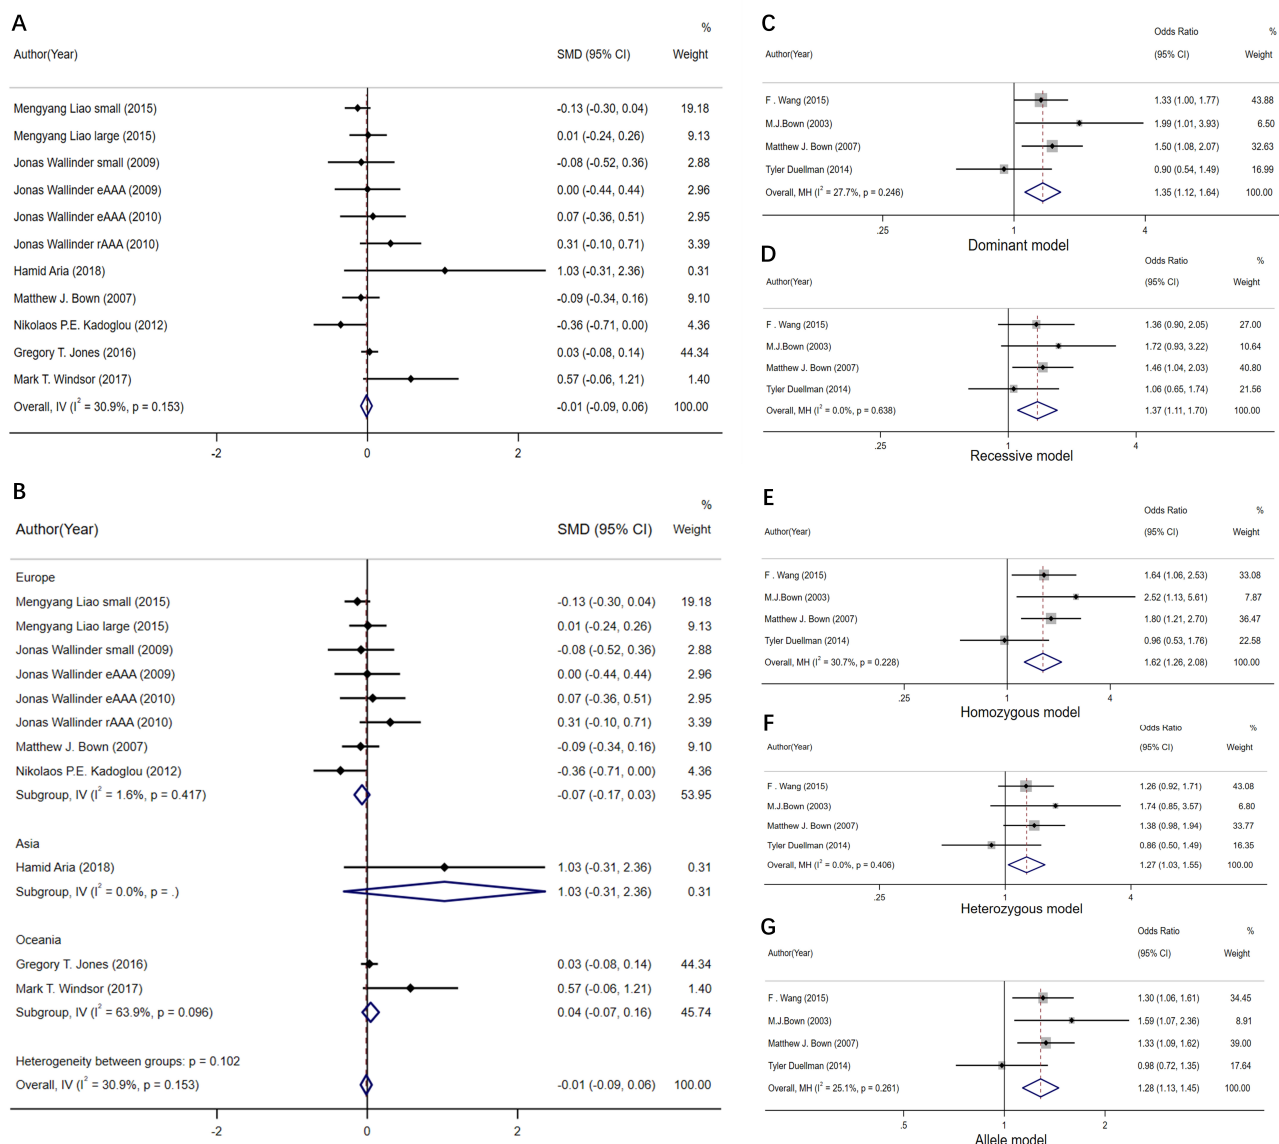 A
%
Author(Year) SMD (95% CI) Weight
Mengyang Liao small (2015) -0.13 (-0.30, 0.04) 19.18
Mengyang Liao large (2015) 0.01 (-0.24, 0.26) 9.13
Jonas Wallinder small (2009) -0.08 (-0.52, 0.36) 2.88
Jonas Wallinder eAAA (2009) 0.00 (-0.44, 0.44) 2.96
Jonas Wallinder eAAA (2010) 0.07 (-0.36, 0.51) 2.95
Jonas Wallinder rAAA (2010) 0.31 (-0.10, 0.71) 3.39
Hamid Aria (2018) 1.03 (-0.31, 2.36) 0.31
Matthew J. Bown (2007) -0.09 (-0.34, 0.16) 9.10
Nikolaos P.E. Kadoglou (2012) -0.36 (-0.71, 0.00) 4.36
Gregory T. Jones (2016) 0.03 (-0.08, 0.14) 44.34
Mark T. Windsor (2017) 0.57 (-0.06, 1.21) 1.40
Overall, IV (I² = 30.9%, p = 0.153) -0.01 (-0.09, 0.06) 100.00
-2 0 2
B
%
Author(Year) SMD (95% CI) Weight
Europe
Mengyang Liao small (2015) -0.13 (-0.30, 0.04) 19.18
Mengyang Liao large (2015) 0.01 (-0.24, 0.26) 9.13
Jonas Wallinder small (2009) -0.08 (-0.52, 0.36) 2.88
Jonas Wallinder eAAA (2009) 0.00 (-0.44, 0.44) 2.96
Jonas Wallinder eAAA (2010) 0.07 (-0.36, 0.51) 2.95
Jonas Wallinder rAAA (2010) 0.31 (-0.10, 0.71) 3.39
Matthew J. Bown (2007) -0.09 (-0.34, 0.16) 9.10
Nikolaos P.E. Kadoglou (2012) -0.36 (-0.71, 0.00) 4.36
Subgroup, IV (I² = 1.6%, p = 0.417) -0.07 (-0.17, 0.03) 53.95
Asia
Hamid Aria (2018) 1.03 (-0.31, 2.36) 0.31
Subgroup, IV (I² = 0.0%, p = .) 1.03 (-0.31, 2.36) 0.31
Oceania
Gregory T. Jones (2016) 0.03 (-0.08, 0.14) 44.34
Mark T. Windsor (2017) 0.57 (-0.06, 1.21) 1.40
Subgroup, IV (I² = 63.9%, p = 0.096) 0.04 (-0.07, 0.16) 45.74
Heterogeneity between groups: p = 0.102
Overall, IV (I² = 30.9%, p = 0.153) -0.01 (-0.09, 0.06) 100.00
-2 0 2
C
Odds Ratio %
Author(Year) (95% CI) Weight
F . Wang (2015) 1.33 (1.00, 1.77) 43.88
M.J.Bown (2003) 1.99 (1.01, 3.93) 6.50
Matthew J. Bown (2007) 1.50 (1.08, 2.07) 32.63
Tyler Duellman (2014) 0.90 (0.54, 1.49) 16.99
Overall, MH (I² = 27.7%, p = 0.246) 1.35 (1.12, 1.64) 100.00
.25 1 4
Dominant model
D
Odds Ratio %
Author(Year) (95% CI) Weight
F . Wang (2015) 1.36 (0.90, 2.05) 27.00
M.J.Bown (2003) 1.72 (0.93, 3.22) 10.64
Matthew J. Bown (2007) 1.46 (1.04, 2.03) 40.80
Tyler Duellman (2014) 1.06 (0.65, 1.74) 21.56
Overall, MH (I² = 0.0%, p = 0.638) 1.37 (1.11, 1.70) 100.00
.25 1 4
Recessive model
E
Odds Ratio %
Author(Year) (95% CI) Weight
F . Wang (2015) 1.64 (1.06, 2.53) 33.08
M.J.Bown (2003) 2.52 (1.13, 5.61) 7.87
Matthew J. Bown (2007) 1.80 (1.21, 2.70) 36.47
Tyler Duellman (2014) 0.96 (0.53, 1.76) 22.58
Overall, MH (I² = 30.7%, p = 0.228) 1.62 (1.26, 2.08) 100.00
.25 1 4
Homozygous model
F
Odds Ratio %
Author(Year) (95% CI) Weight
F . Wang (2015) 1.26 (0.92, 1.71) 43.08
M.J.Bown (2003) 1.74 (0.85, 3.57) 6.80
Matthew J. Bown (2007) 1.38 (0.98, 1.94) 33.77
Tyler Duellman (2014) 0.86 (0.50, 1.49) 16.35
Overall, MH (I² = 0.0%, p = 0.406) 1.27 (1.03, 1.55) 100.00
.25 1 4
Heterozygous model
G
Odds Ratio %
Author(Year) (95% CI) Weight
F . Wang (2015) 1.30 (1.06, 1.61) 34.45
M.J.Bown (2003) 1.59 (1.07, 2.36) 8.91
Matthew J. Bown (2007) 1.33 (1.09, 1.62) 39.00
Tyler Duellman (2014) 0.98 (0.72, 1.35) 17.64
Overall, MH (I² = 25.1%, p = 0.261) 1.28 (1.13, 1.45) 100.00
.5 1 2
Allele model